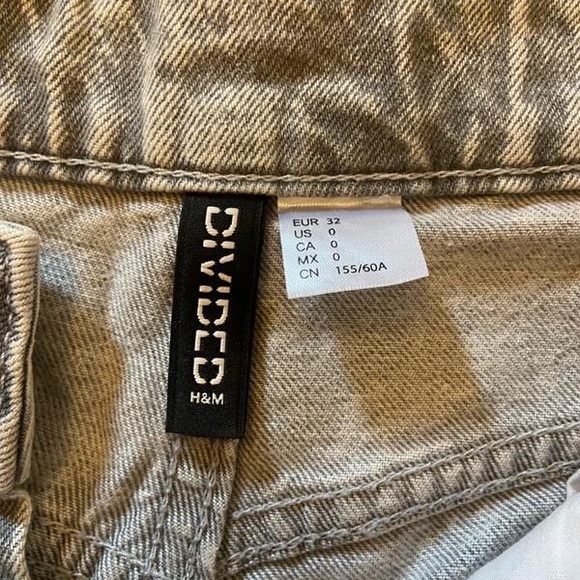 DIVIDED
H&M
EUR 32
US 0
CA 0
MX 0
CN 155/60A